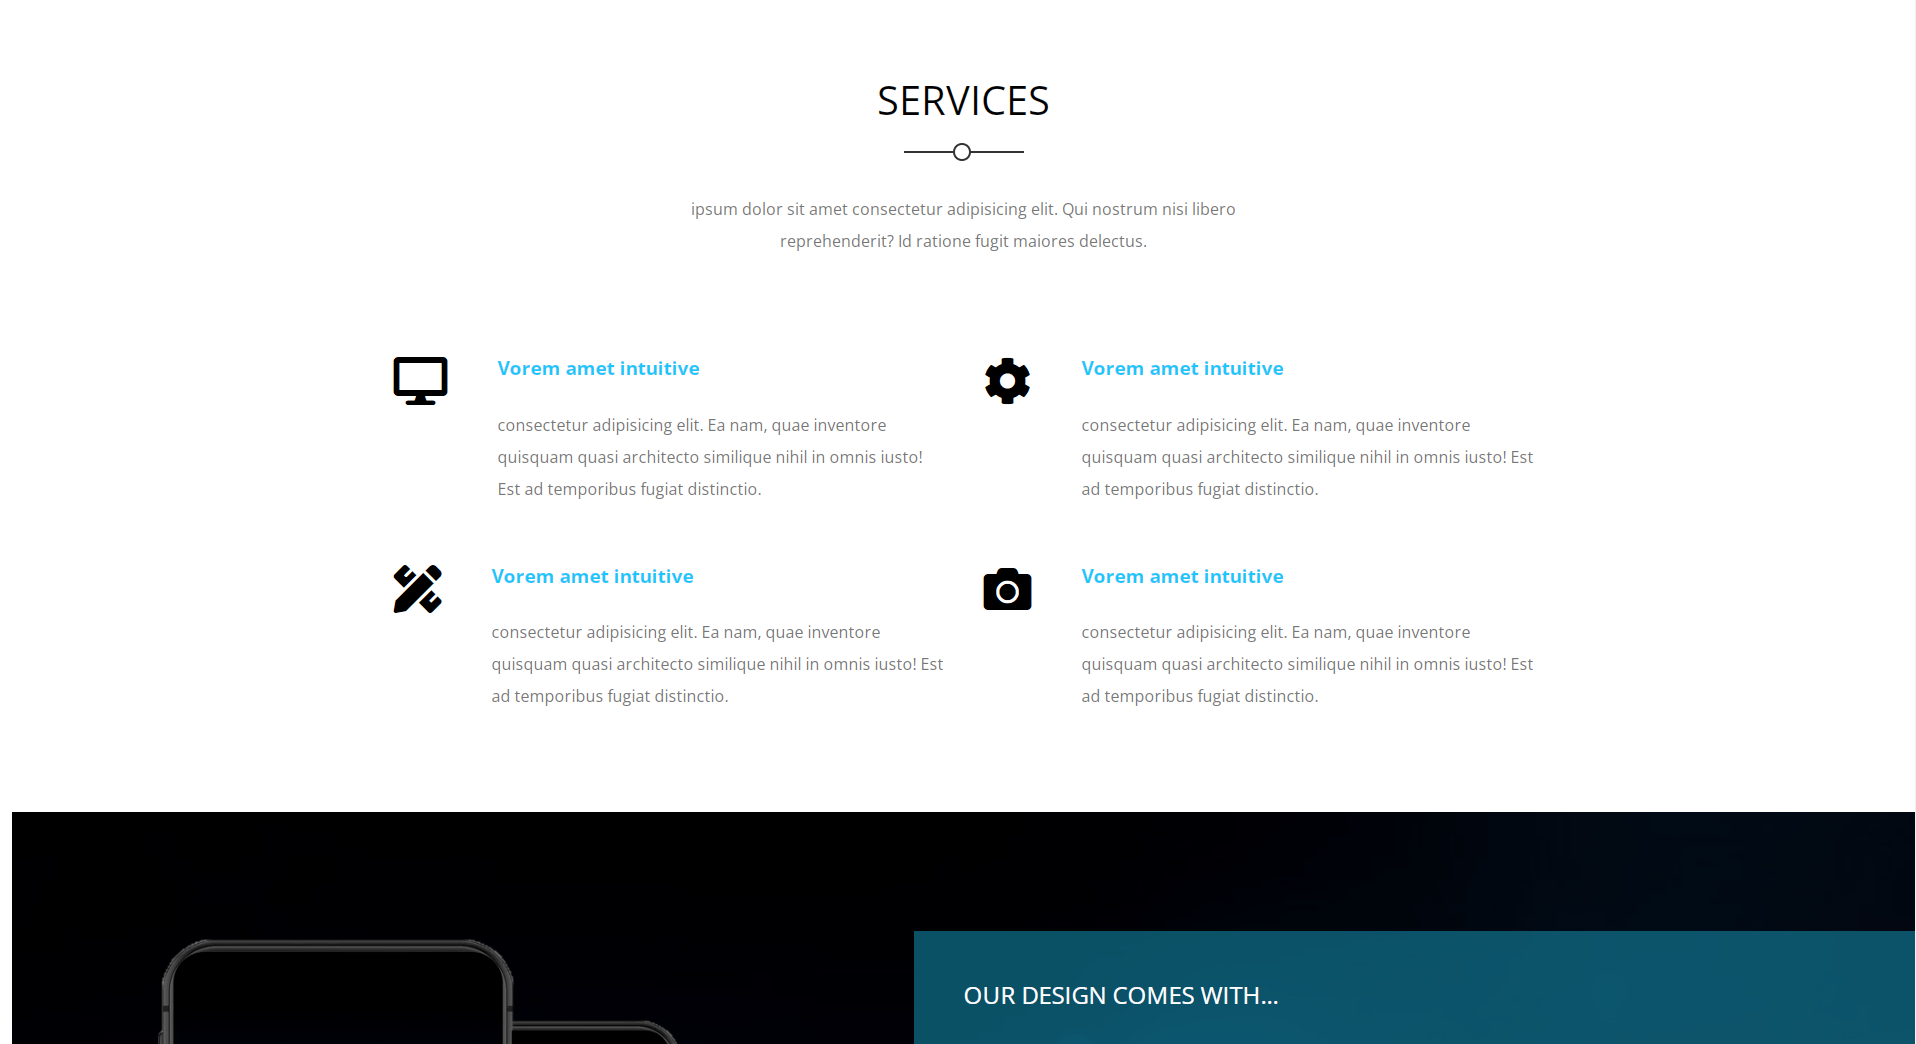 SERVICES
ipsum dolor sit amet consectetur adipisicing elit. Qui nostrum nisi libero
reprehenderit? Id ratione fugit maiores delectus.
Vorem amet intuitive
consectetur adipisicing elit. Ea nam, quae inventore
quisquam quasi architecto similique nihil in omnis iusto!
Est ad temporibus fugiat distinctio.
Vorem amet intuitive
consectetur adipisicing elit. Ea nam, quae inventore
quisquam quasi architecto similique nihil in omnis iusto! Est
ad temporibus fugiat distinctio.
Vorem amet intuitive
consectetur adipisicing elit. Ea nam, quae inventore
quisquam quasi architecto similique nihil in omnis iusto! Est
ad temporibus fugiat distinctio.
Vorem amet intuitive
consectetur adipisicing elit. Ea nam, quae inventore
quisquam quasi architecto similique nihil in omnis iusto! Est
ad temporibus fugiat distinctio.
OUR DESIGN COMES WITH...